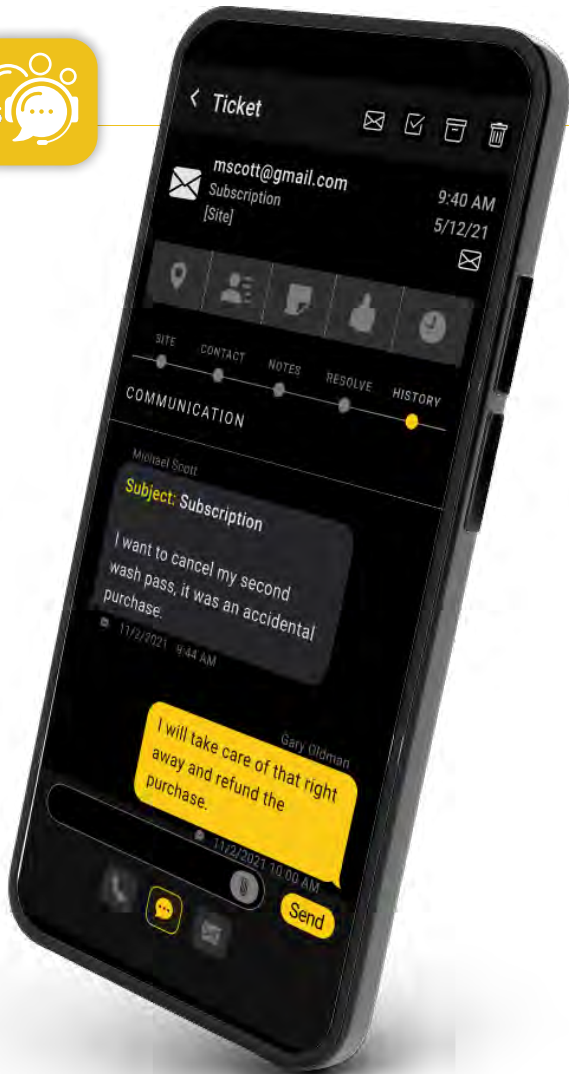 s
Ticket
mscott@gmail.com
9:40 AM
Subscription
5/12/21
[Site]
SITE
CONTACT
NOTES
RESOLVE
HISTORY
COMMUNICATION
Michael Scott
Subject: Subscription
I want to cancel my second
wash pass, it was an accidental
purchase.
11/2/2021 9:44 AM
Gary Oldman
I will take care of that right
away and refund the
purchase.
11/2/2021 10:00 AM
Send